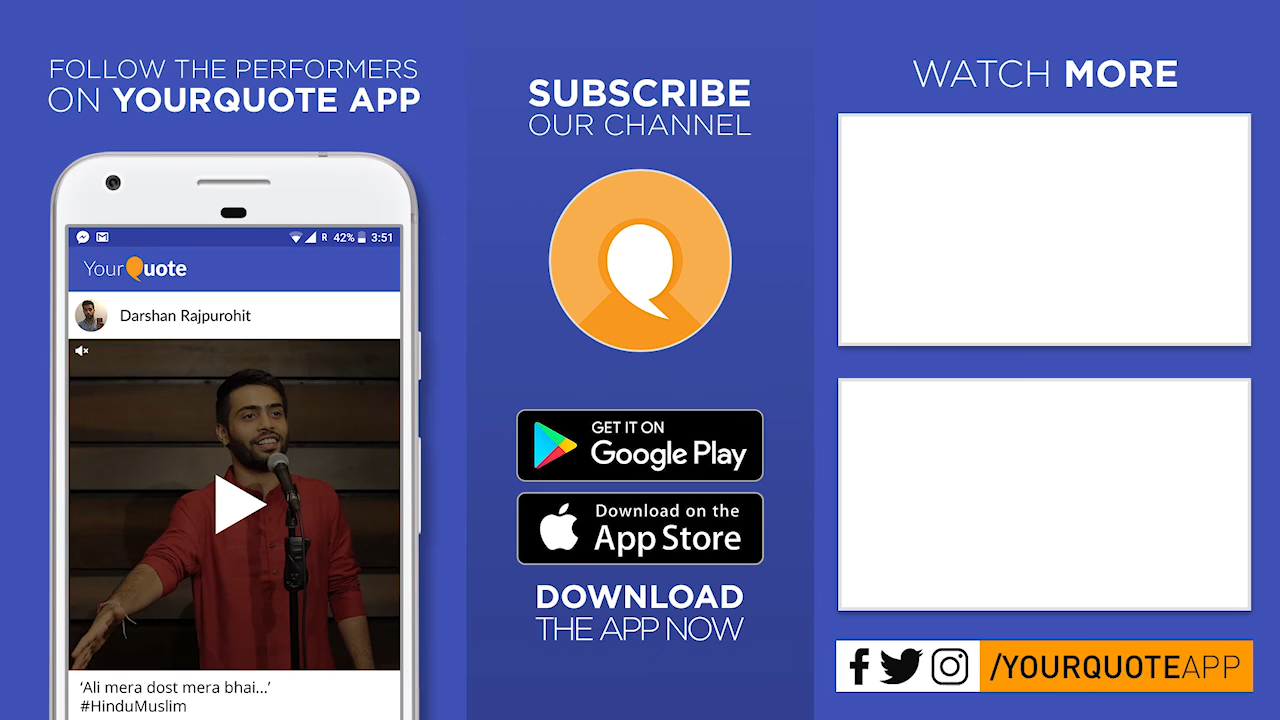 FOLLOW THE PERFORMERS
ON YOURQUOTE APP
R 42% 3:51
YourQuote
Darshan Rajpurohit
'Ali mera dost mera bhai...'
#HinduMuslim
SUBSCRIBE
OUR CHANNEL
GET IT ON
Google Play
Download on the
App Store
DOWNLOAD
THE APP NOW
WATCH MORE
/YOURQUOTEAPP